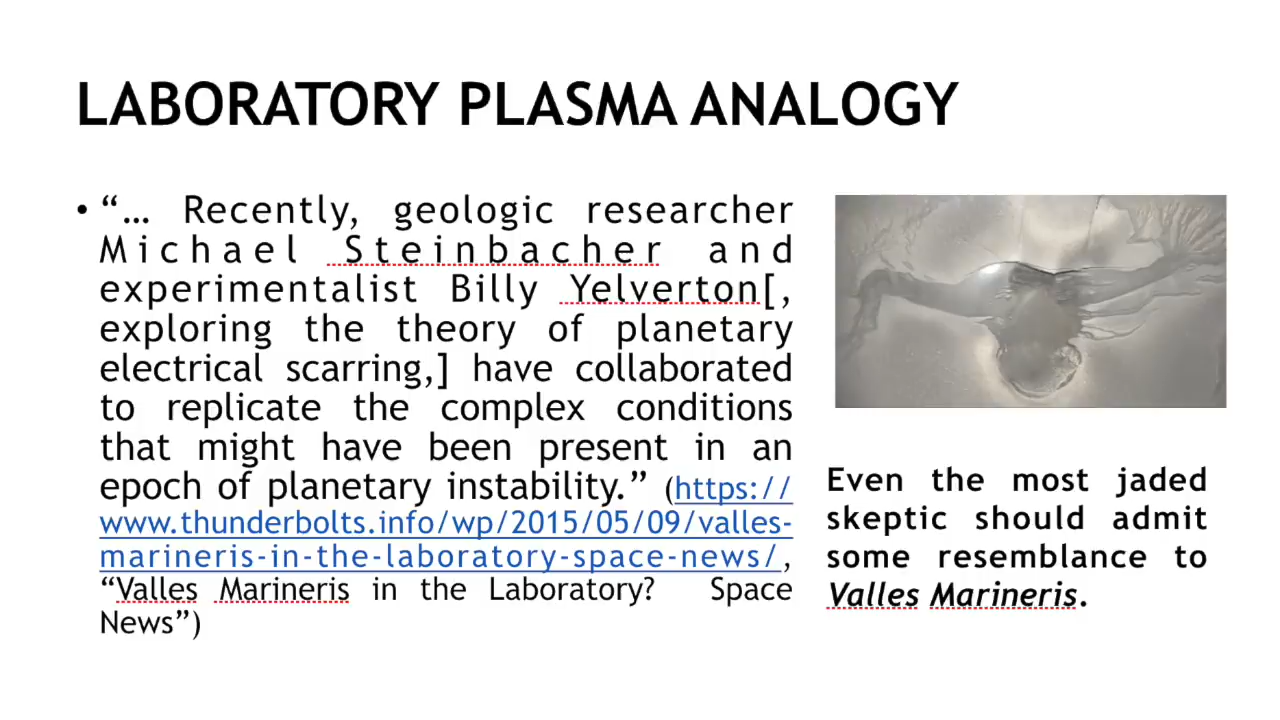 LABORATORY PLASMA ANALOGY
• “… Recently, geologic researcher
Michael Steinbacher and
experimentalist Billy Yelverton[,
exploring the theory of planetary
electrical scarring,] have collaborated
to replicate the complex conditions
that might have been present in an
epoch of planetary instability.” (https://
www.thunderbolts.info/wp/2015/05/09/valles-
marineris-in-the-laboratory-space-news/,
“Valles Marineris in the Laboratory? Space
News”)
Even the most jaded
skeptic should admit
some resemblance to
Valles Marineris.